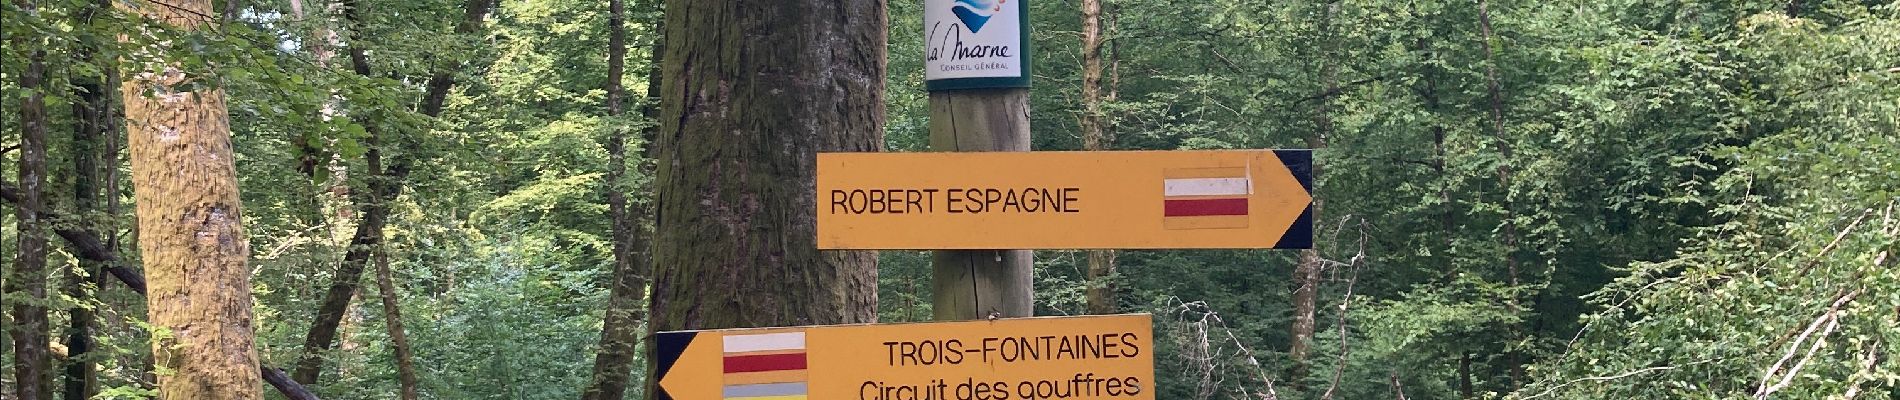 La Marne
CONSEIL GÉNÉRAL
ROBERT ESPAGNE
TROIS-FONTAINES
Circuit des gouffres